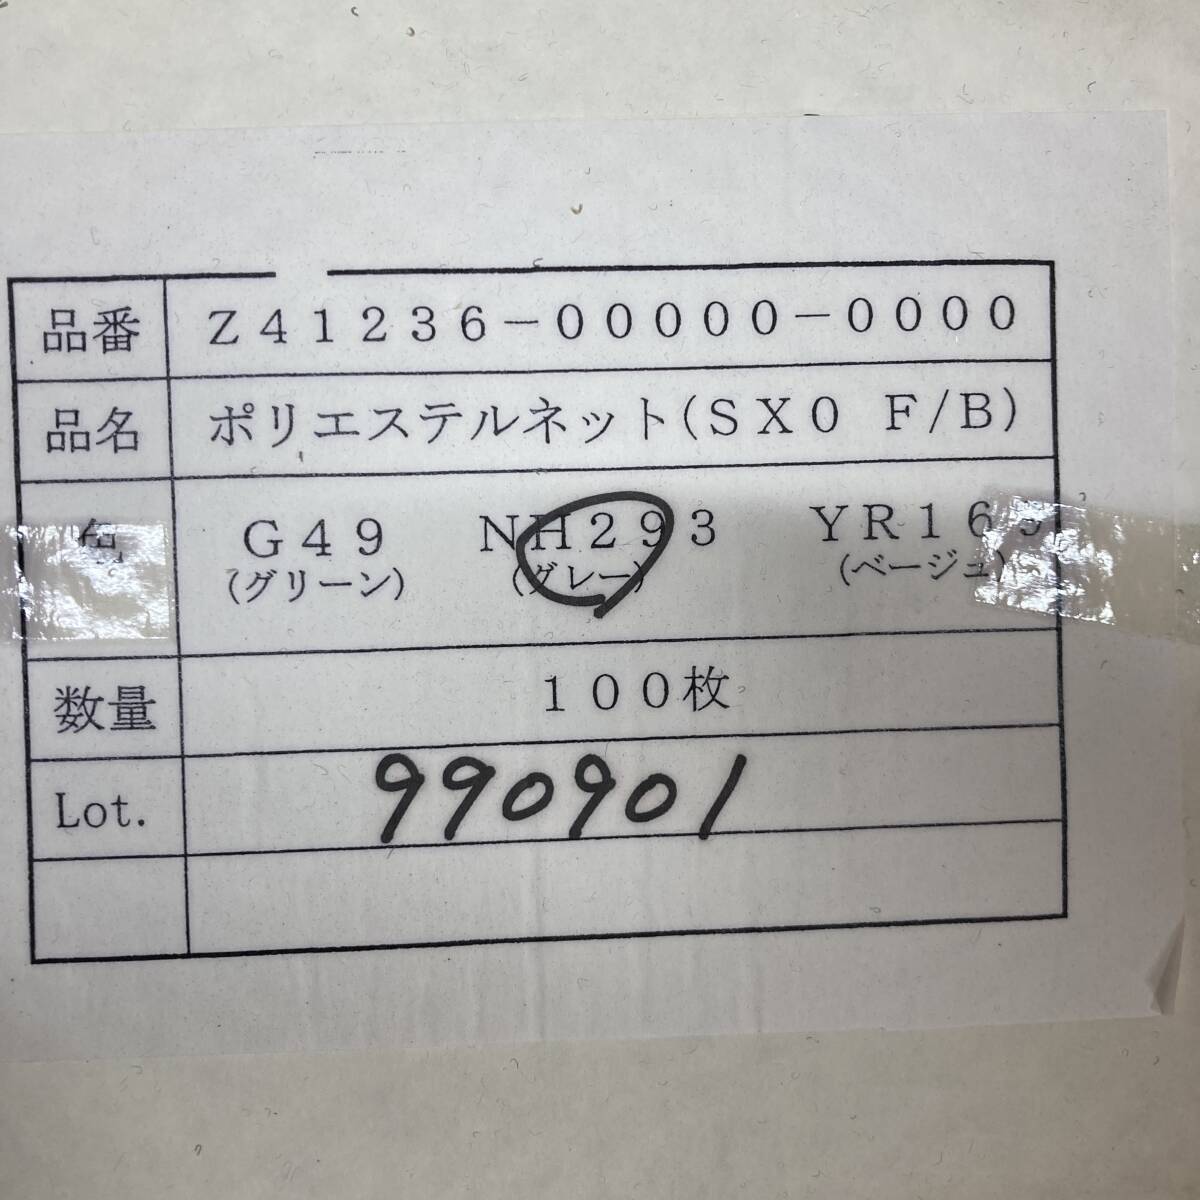 品番 Z41236-00000-0000
品名 ポリエステルネット(SX0 F/B)
色 G49 NH293 YR169
(グリーン) (グレー) (ベージュ)
数量 100枚
Lot. 990901